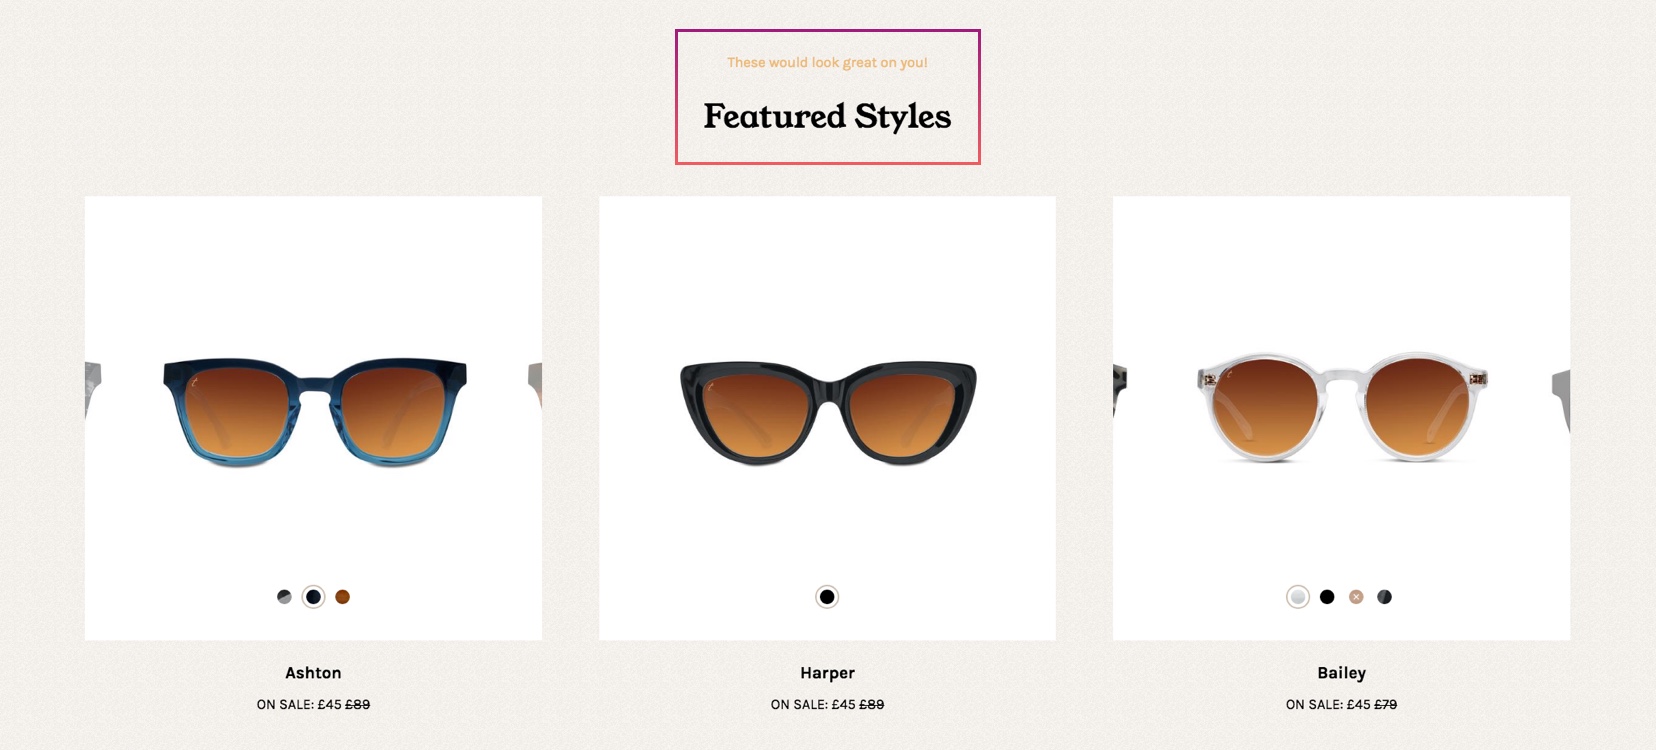 These would look great on you!
Featured Styles
Ashton
ON SALE: £45 £89
Harper
ON SALE: £45 £89
Bailey
ON SALE: £45 £79